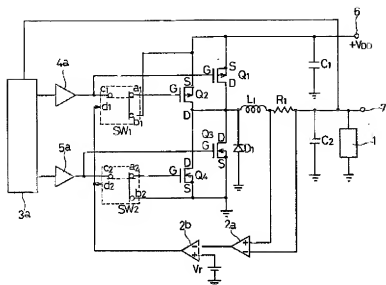 6
4a
S
S
+VDD
c1
a1
G
Q1
C1
d1
G
Q2
D
b1
D
L1
R1
7
SW1
Q3
D
G
D1
C2
1
5a
S
c2
a2
D
G
Q4
d2
S
b2
3a
SW2
2b
2a
Vr